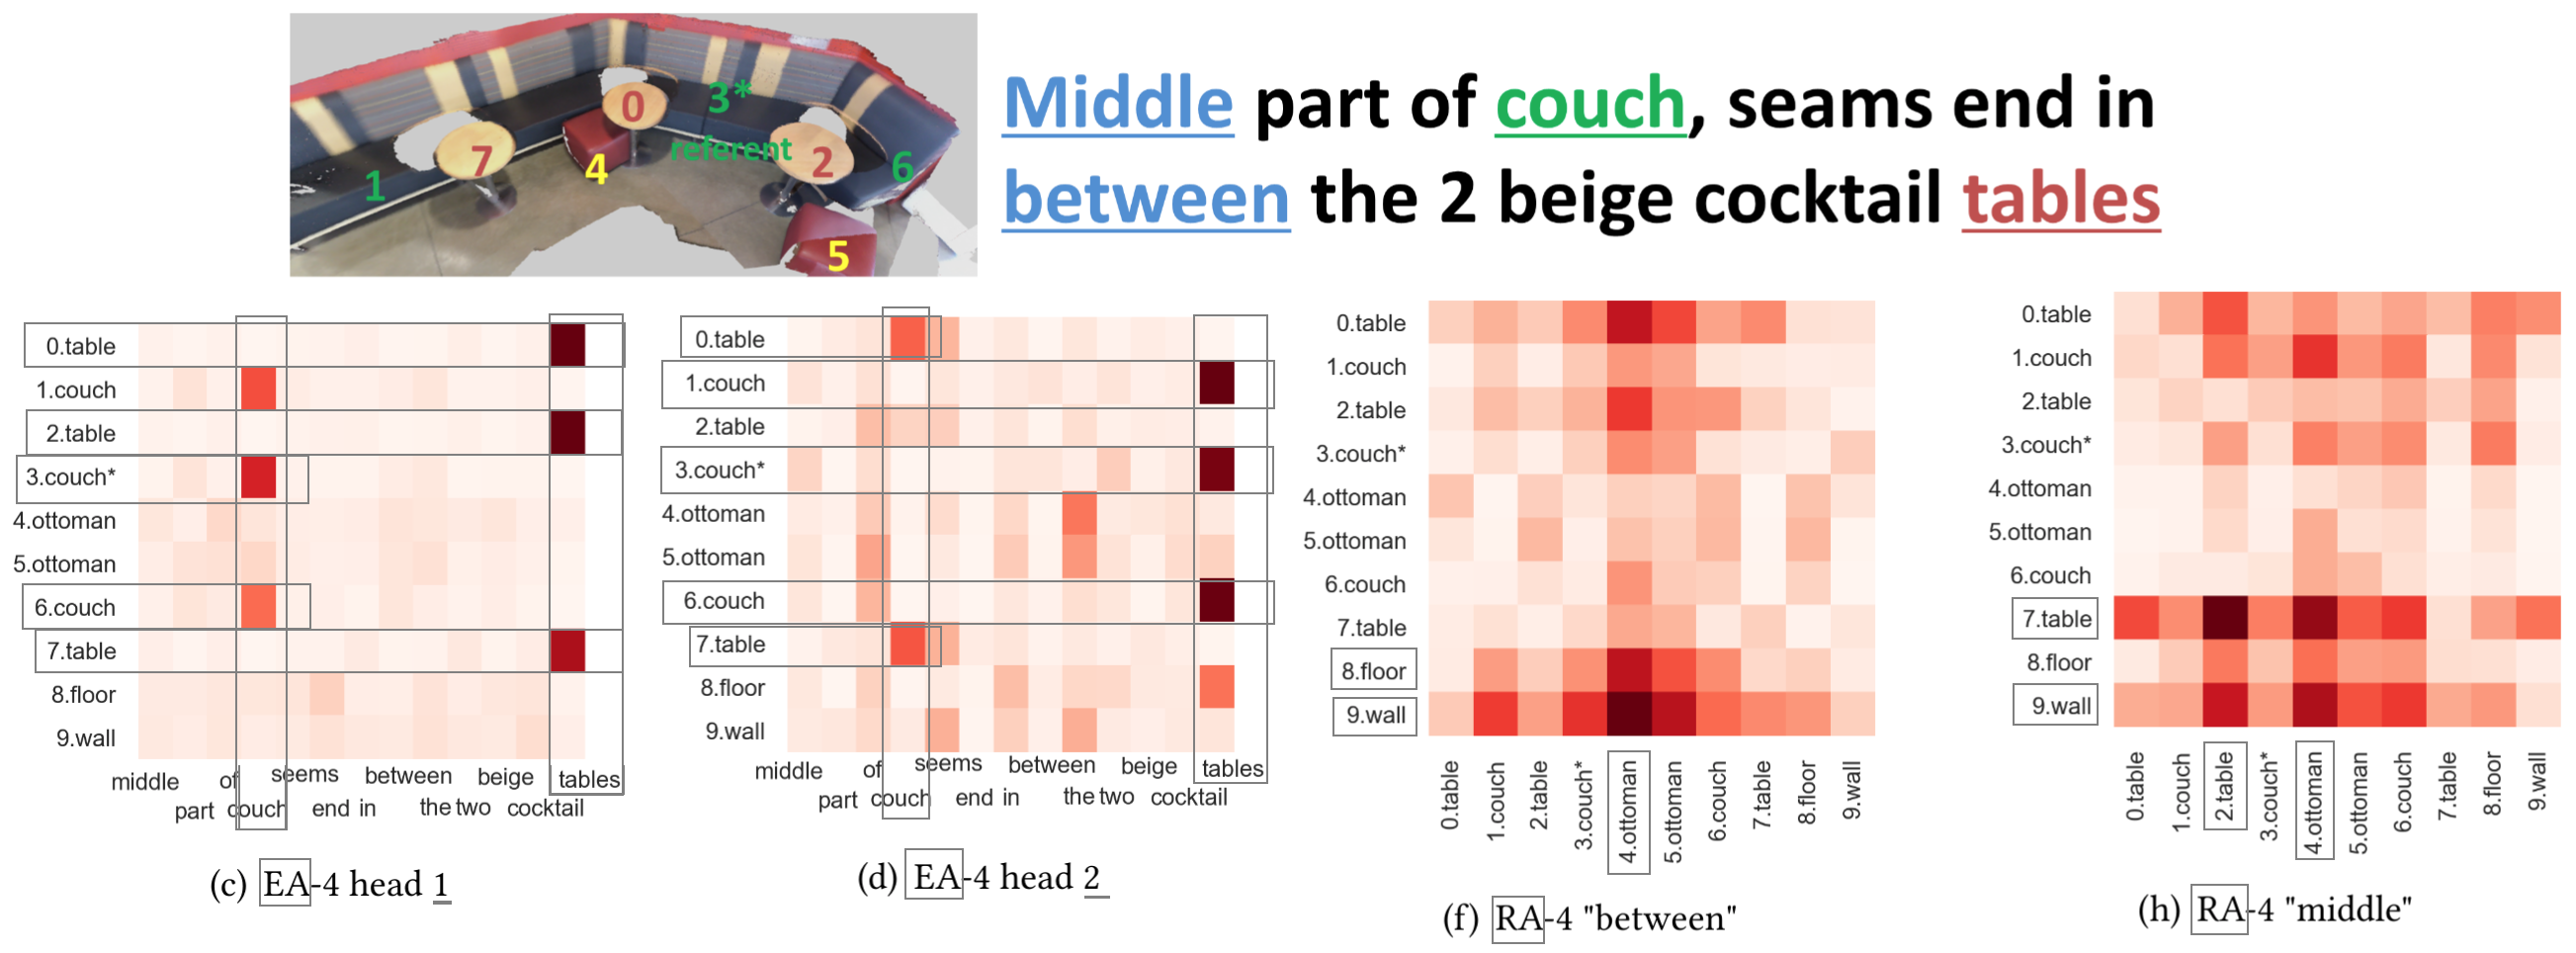 Middle part of couch, seams end in
between the 2 beige cocktail tables
0
3*
referent
7
4
2
6
1
5
0.table
1.couch
2.table
3.couch*
4.ottoman
5.ottoman
6.couch
7.table
8.floor
9.wall
middle of seems between beige tables
part couch end in the two cocktail
(c) EA-4 head 1
0.table
1.couch
2.table
3.couch*
4.ottoman
5.ottoman
6.couch
7.table
8.floor
9.wall
middle of seems between beige tables
part couch end in the two cocktail
(d) EA-4 head 2
0.table
1.couch
2.table
3.couch*
4.ottoman
5.ottoman
6.couch
7.table
8.floor
9.wall
0.table
1.couch
2.table
3.couch*
4.ottoman
5.ottoman
6.couch
7.table
8.floor
9.wall
(f) RA-4 "between"
0.table
1.couch
2.table
3.couch*
4.ottoman
5.ottoman
6.couch
7.table
8.floor
9.wall
0.table
1.couch
2.table
3.couch*
4.ottoman
5.ottoman
6.couch
7.table
8.floor
9.wall
(h) RA-4 "middle"